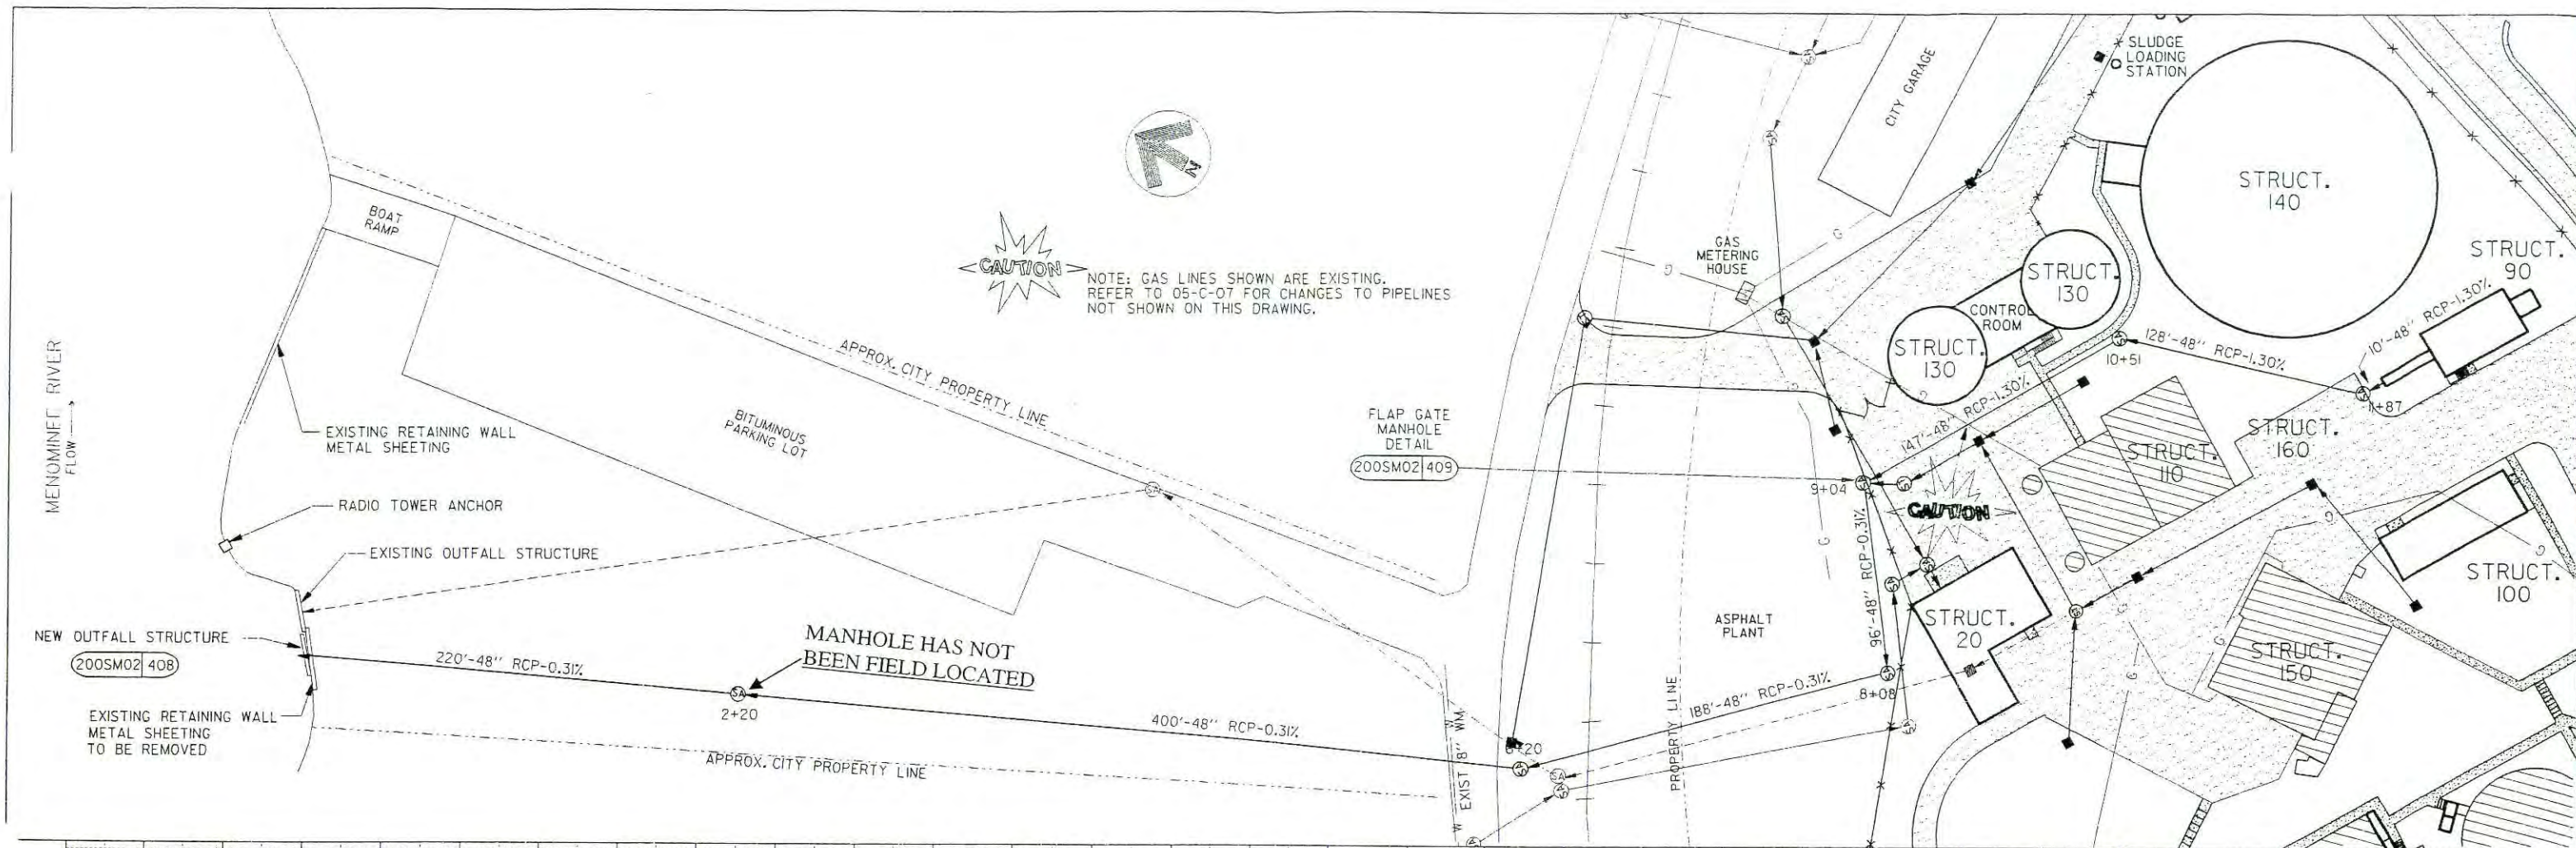 MENOMINEE RIVER
FLOW
BOAT
RAMP
EXISTING RETAINING WALL
METAL SHEETING
RADIO TOWER ANCHOR
EXISTING OUTFALL STRUCTURE
NEW OUTFALL STRUCTURE
200SM02 408
EXISTING RETAINING WALL
METAL SHEETING
TO BE REMOVED
220'-48" RCP-0.31%
SA
2+20
MANHOLE HAS NOT
BEEN FIELD LOCATED
400'-48" RCP-0.31%
APPROX. CITY PROPERTY LINE
BITUMINOUS
PARKING LOT
APPROX. CITY PROPERTY LINE
SA
N
CAUTION
NOTE: GAS LINES SHOWN ARE EXISTING.
REFER TO 05-C-07 FOR CHANGES TO PIPELINES
NOT SHOWN ON THIS DRAWING.
FLAP GATE
MANHOLE
DETAIL
200SM02 409
GAS
METERING
HOUSE
CITY GARAGE
SLUDGE
LOADING
STATION
STRUCT.
140
STRUCT.
90
10'-48" RCP-1.30%
STRUCT.
130
CONTROL
ROOM
STRUCT.
130
10+51
128'-48" RCP-1.30%
11+87
147'-48" RCP-1.30%
9+04
CAUTION
STRUCT.
110
STRUCT.
160
96'-48" RCP-0.31%
STRUCT.
20
STRUCT.
100
STRUCT.
150
ASPHALT
PLANT
8+08
188'-48" RCP-0.31%
PROPERTY LINE
6+20
SA
W EXIST 8" WM W
G
G
G
G
G
G